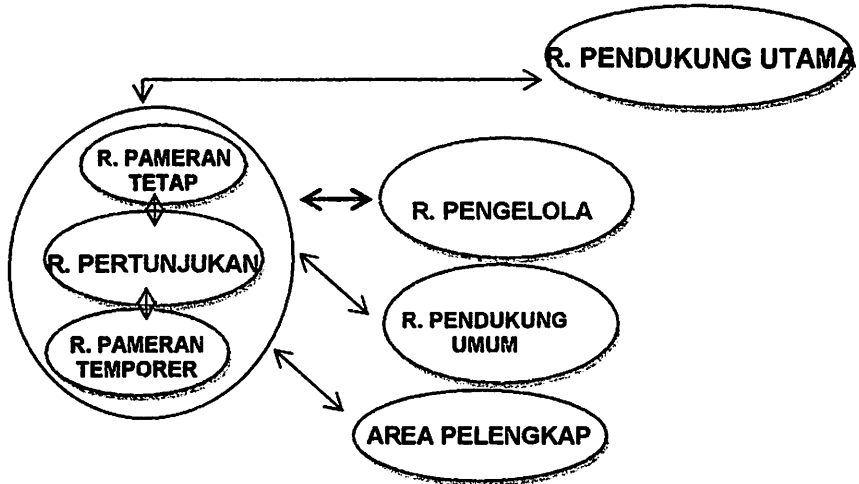 R. PENDUKUNG UTAMA
R. PAMERAN
TETAP
R. PENGELOLA
R. PERTUNJUKAN
R. PENDUKUNG
UMUM
R. PAMERAN
TEMPORER
AREA PELENGKAP